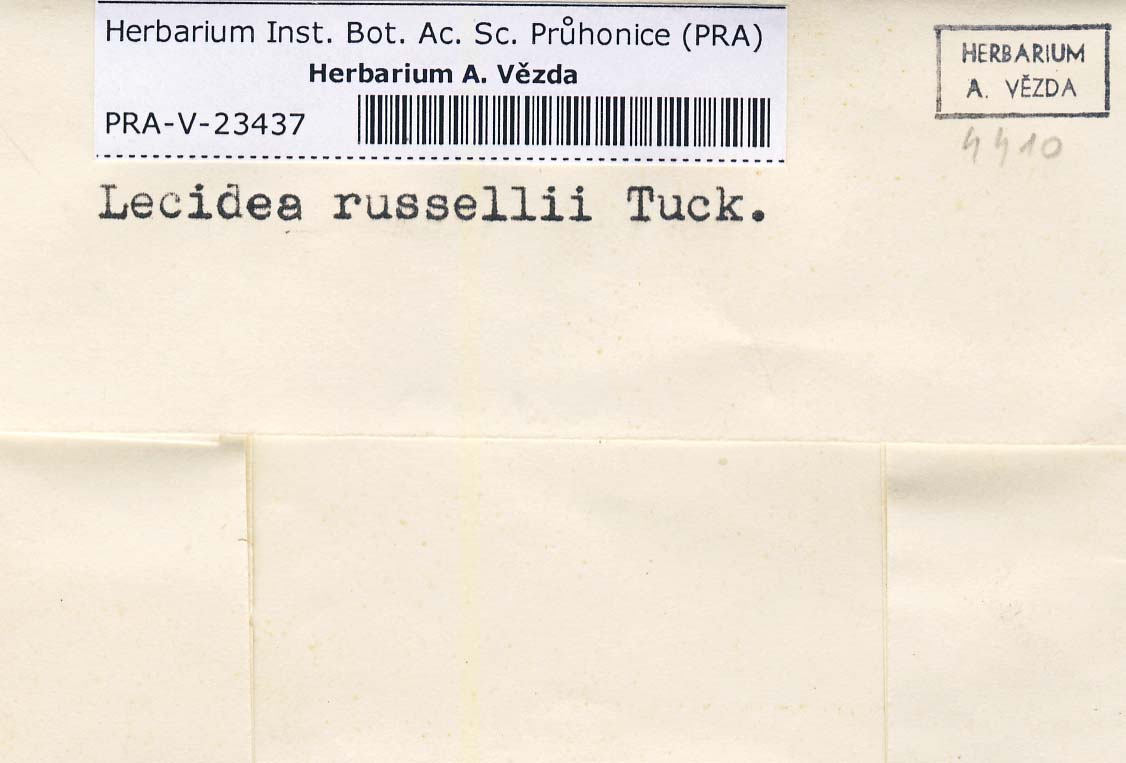 Herbarium Inst. Bot. Ac. Sc. Průhonice (PRA)
Herbarium A. Vězda
PRA-V-23437
HERBARIUM
A. VĚZDA
4410
Lecidea russellii Tuck.